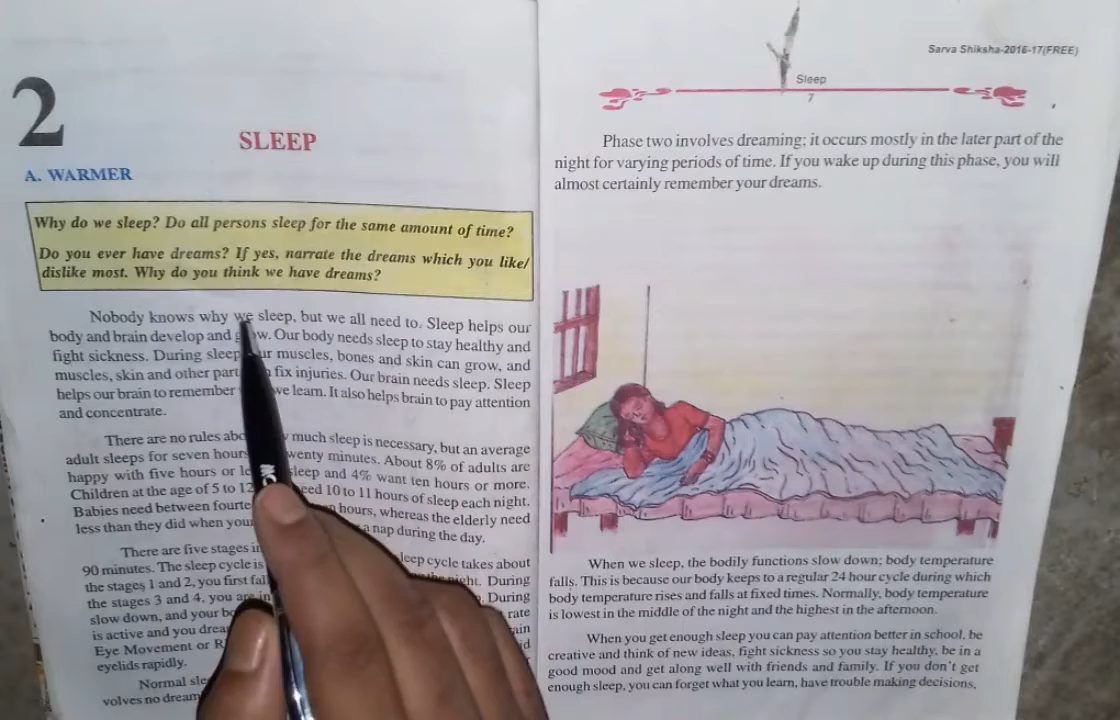 2
SLEEP
A. WARMER
Why do we sleep? Do all persons sleep for the same amount of time?
Do you ever have dreams? If yes, narrate the dreams which you like/
dislike most. Why do you think we have dreams?
Nobody knows why we sleep, but we all need to. Sleep helps our
body and brain develop and grow. Our body needs sleep to stay healthy and
fight sickness. During sleep our muscles, bones and skin can grow, and
muscles, skin and other part fix injuries. Our brain needs sleep. Sleep
helps our brain to remember we learn. It also helps brain to pay attention
and concentrate.
There are no rules much sleep is necessary, but an average
adult sleeps for seven hours twenty minutes. About 8% of adults are
happy with five hours or sleep and 4% want ten hours or more.
Children at the age of 5 to 12 need 10 to 11 hours of sleep each night.
Babies need between hours, whereas the elderly need
less than they did when a nap during the day.
There are five stages in sleep cycle takes about
90 minutes. The sleep cycle is the night. During
the stages 1 and 2, you first During
the stages 3 and 4, you are in rate
slow down, and your
is active and you
Eye Movement or
eyelids rapidly.
Normal
volves no
Sarva Shiksha-2016-17(FREE)
Sleep
7
Phase two involves dreaming; it occurs mostly in the later part of the
night for varying periods of time. If you wake up during this phase, you will
almost certainly remember your dreams.
When we sleep, the bodily functions slow down; body temperature
falls. This is because our body keeps to a regular 24 hour cycle during which
body temperature rises and falls at fixed times. Normally, body temperature
is lowest in the middle of the night and the highest in the afternoon.
When you get enough sleep you can pay attention better in school, be
creative and think of new ideas, fight sickness so you stay healthy, be in a
good mood and get along well with friends and family. If you don't get
enough sleep, you can forget what you learn, have trouble making decisions,